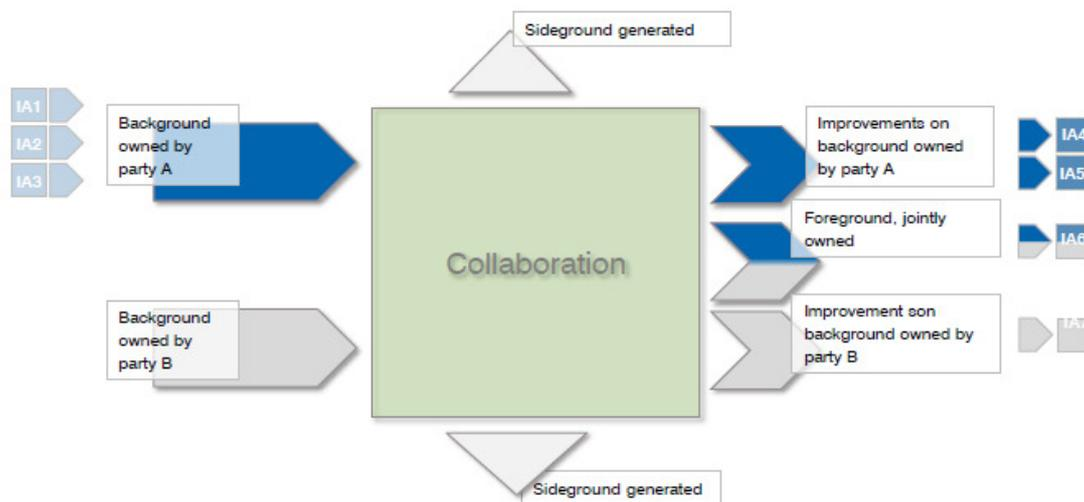 Sideground generated
IA1
IA2
IA3
Background
owned by
party A
Improvements on
background owned
by party A
IA4
IA5
Foreground, jointly
owned
IA6
Collaboration
Background
owned by
party B
Improvement son
background owned by
party B
Sideground generated